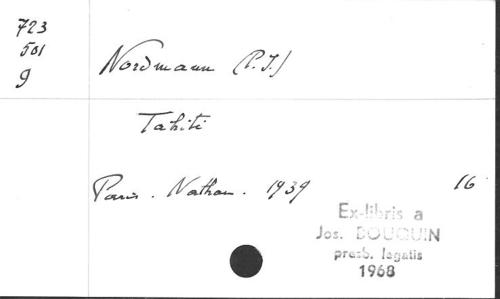 723
501
9
Nordmann (P. I.)
Tahiti
Paris. Nathan. 1939 16
Ex-libris a
Jos. BOUQUIN
presb. legatis
1968